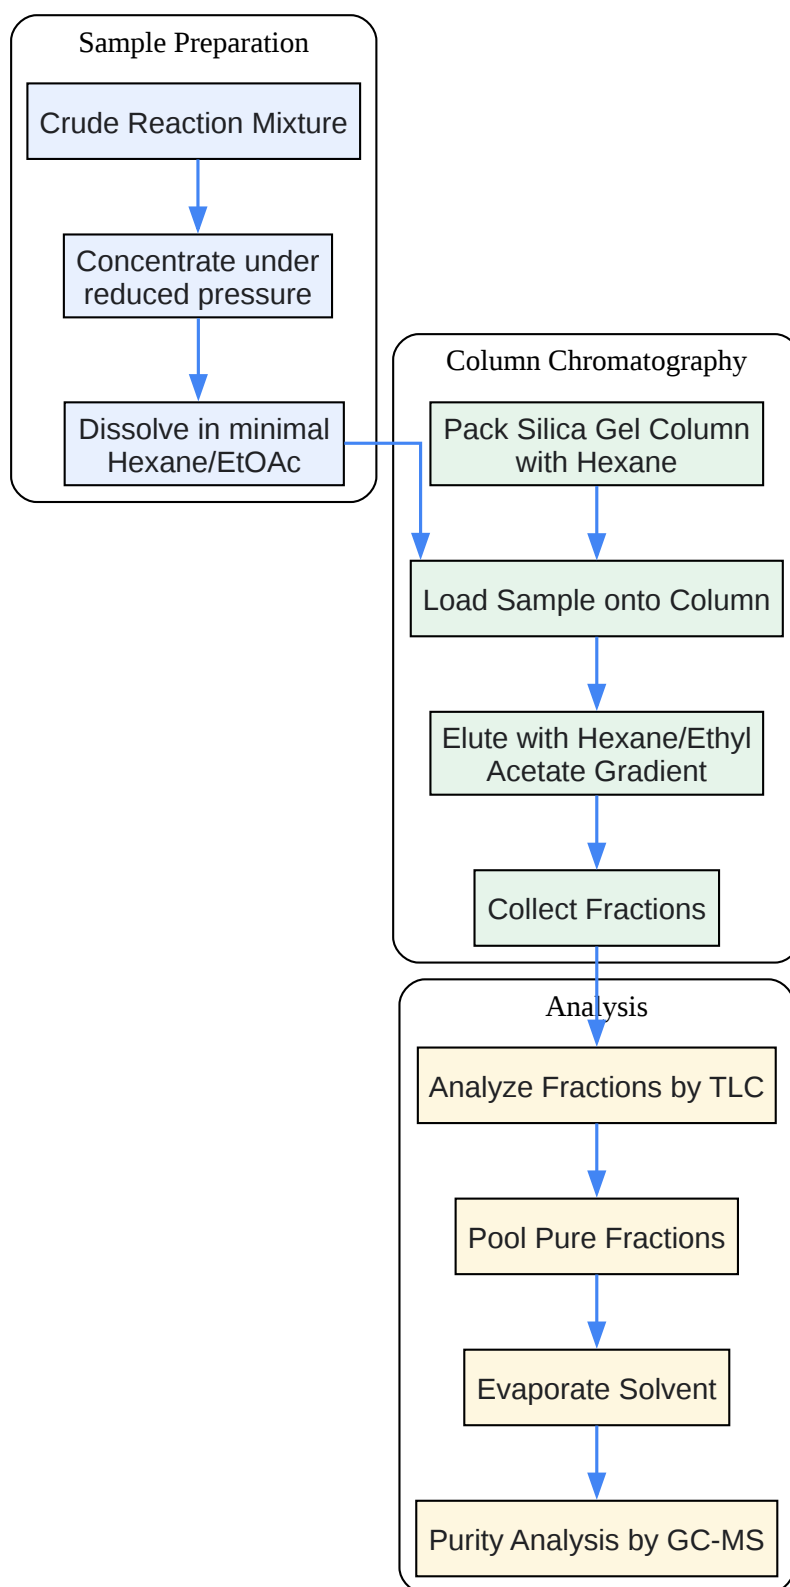 Sample Preparation
Crude Reaction Mixture
Concentrate under
reduced pressure
Dissolve in minimal
Hexane/EtOAc
Column Chromatography
Pack Silica Gel Column
with Hexane
Load Sample onto Column
Elute with Hexane/Ethyl
Acetate Gradient
Collect Fractions
Analysis
Analyze Fractions by TLC
Pool Pure Fractions
Evaporate Solvent
Purity Analysis by GC-MS